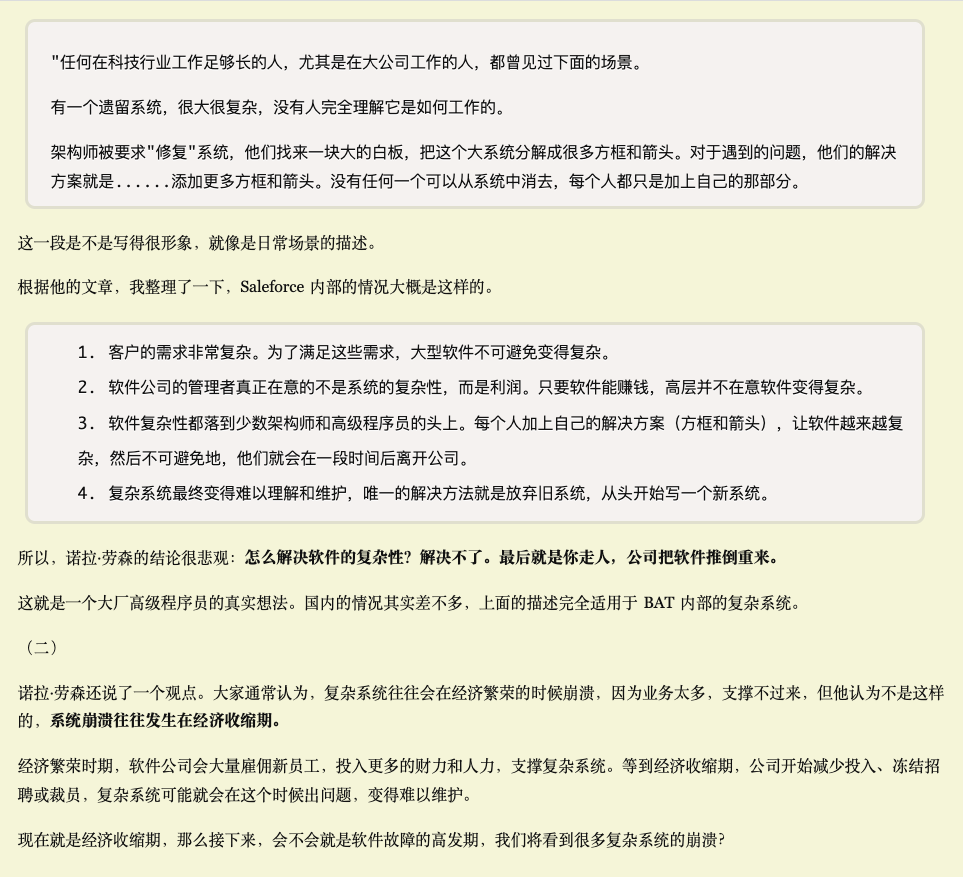 "任何在科技行业工作足够长的人，尤其是在大公司工作的人，都曾见过下面的场景。
有一个遗留系统，很大很复杂，没有人完全理解它是如何工作的。
架构师被要求"修复"系统，他们找来一块大的白板，把这个大系统分解成很多方框和箭头。对于遇到的问题，他们的解决
方案就是......添加更多方框和箭头。没有任何一个可以从系统中消去，每个人都只是加上自己的那部分。
这一段是不是写得很形象，就像是日常场景的描述。
根据他的文章，我整理了一下，Saleforce 内部的情况大概是这样的。
1. 客户的需求非常复杂。为了满足这些需求，大型软件不可避免变得复杂。
2. 软件公司的管理者真正在意的不是系统的复杂性，而是利润。只要软件能赚钱，高层并不在意软件变得复杂。
3. 软件复杂性都落到少数架构师和高级程序员的头上。每个人加上自己的解决方案（方框和箭头），让软件越来越复
杂，然后不可避免地，他们就会在一段时间后离开公司。
4. 复杂系统最终变得难以理解和维护，唯一的解决方法就是放弃旧系统，从头开始写一个新系统。
所以，诺拉·劳森的结论很悲观：怎么解决软件的复杂性？解决不了。最后就是你走人，公司把软件推倒重来。
这就是一个大厂高级程序员的真实想法。国内的情况其实差不多，上面的描述完全适用于 BAT 内部的复杂系统。
（二）
诺拉·劳森还说了一个观点。大家通常认为，复杂系统往往会在经济繁荣的时候崩溃，因为业务太多，支撑不过来，但他认为不是这样
的，系统崩溃往往发生在经济收缩期。
经济繁荣时期，软件公司会大量雇佣新员工，投入更多的财力和人力，支撑复杂系统。等到经济收缩期，公司开始减少投入、冻结招
聘或裁员，复杂系统可能就会在这个时候出问题，变得难以维护。
现在就是经济收缩期，那么接下来，会不会就是软件故障的高发期，我们将看到很多复杂系统的崩溃？